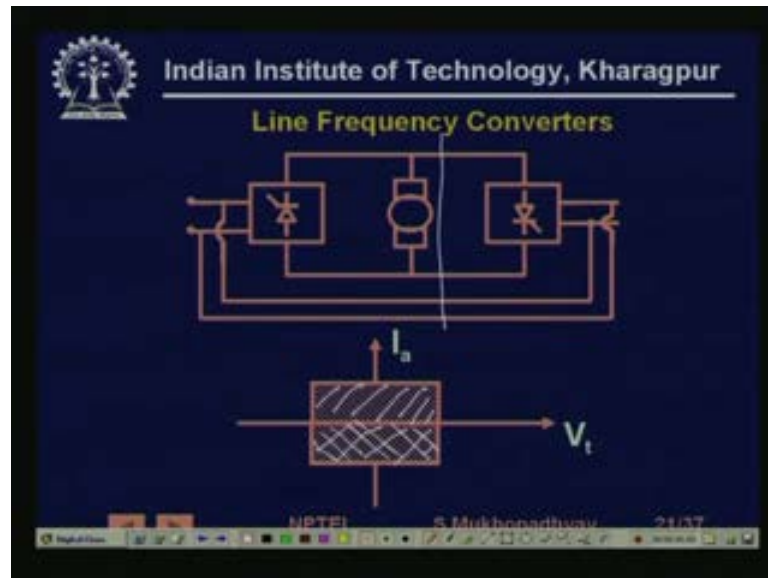 Indian Institute of Technology, Kharagpur
Line Frequency Converters
Ia
Vt
NPTEL S.Mukhopadhyay 21/37